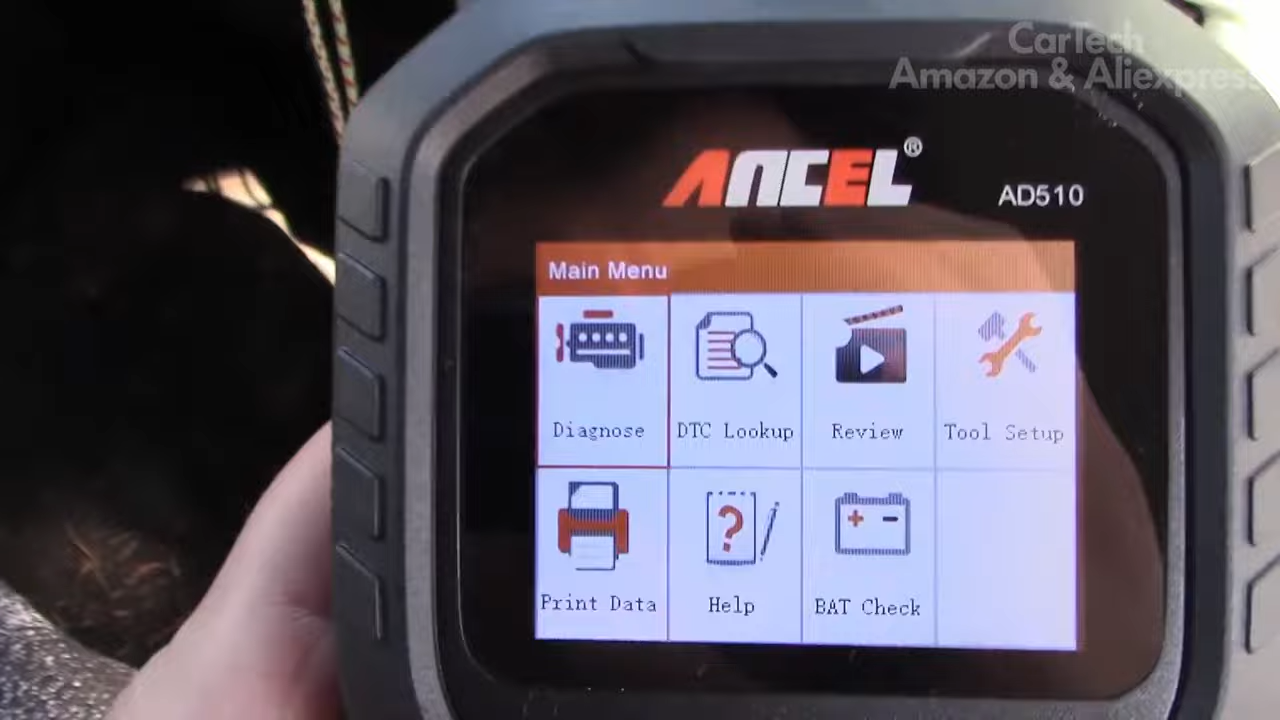 CarTech
Amazon & Aliexpress
ANCEL®
AD510
Main Menu
Diagnose
DTC Lookup
Review
Tool Setup
Print Data
Help
BAT Check